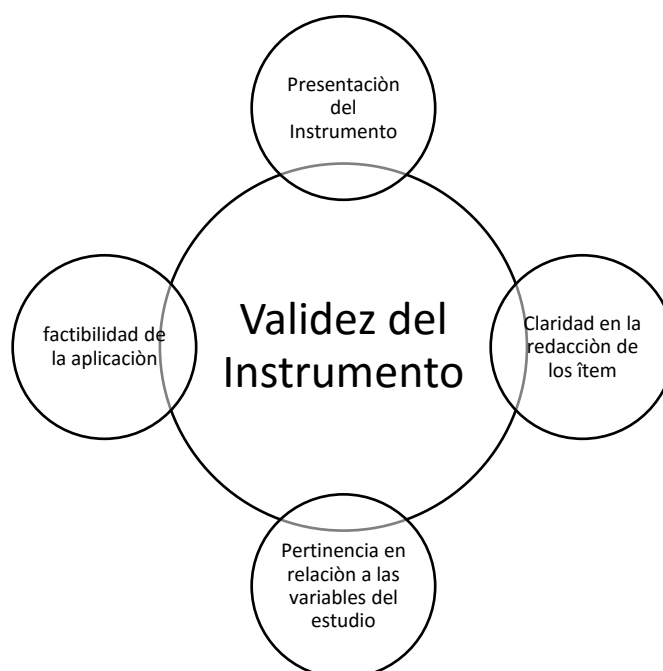 Presentaciòn
del
Instrumento
Validez del
Instrumento
factibilidad de
la aplicaciòn
Claridad en la
redacciòn de
los îtem
Pertinencia en
relaciòn a las
variables del
estudio